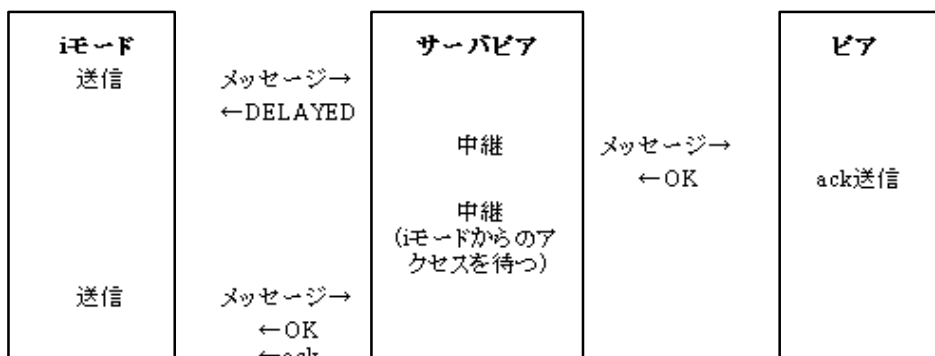 iモード サーバピア ピア
送信 メッセージ→
←DELAYED
中継 メッセージ→
←OK ack送信
中継
(iモードからのア
クセスを待つ)
送信 メッセージ→
←OK
←ack